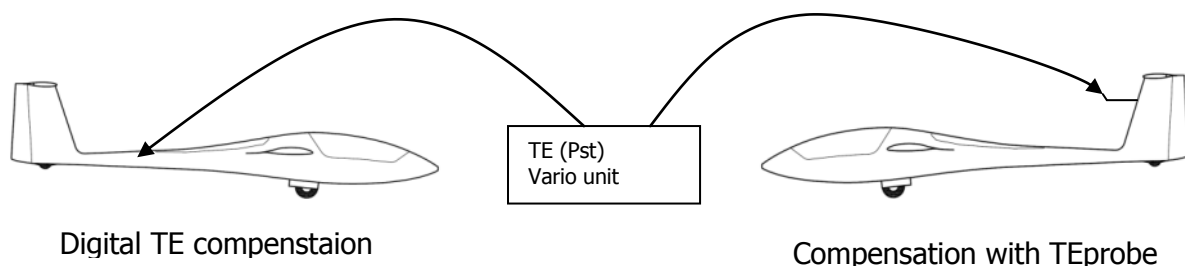 TE (Pst)
Vario unit
Digital TE compenstaion
Compensation with TEprobe